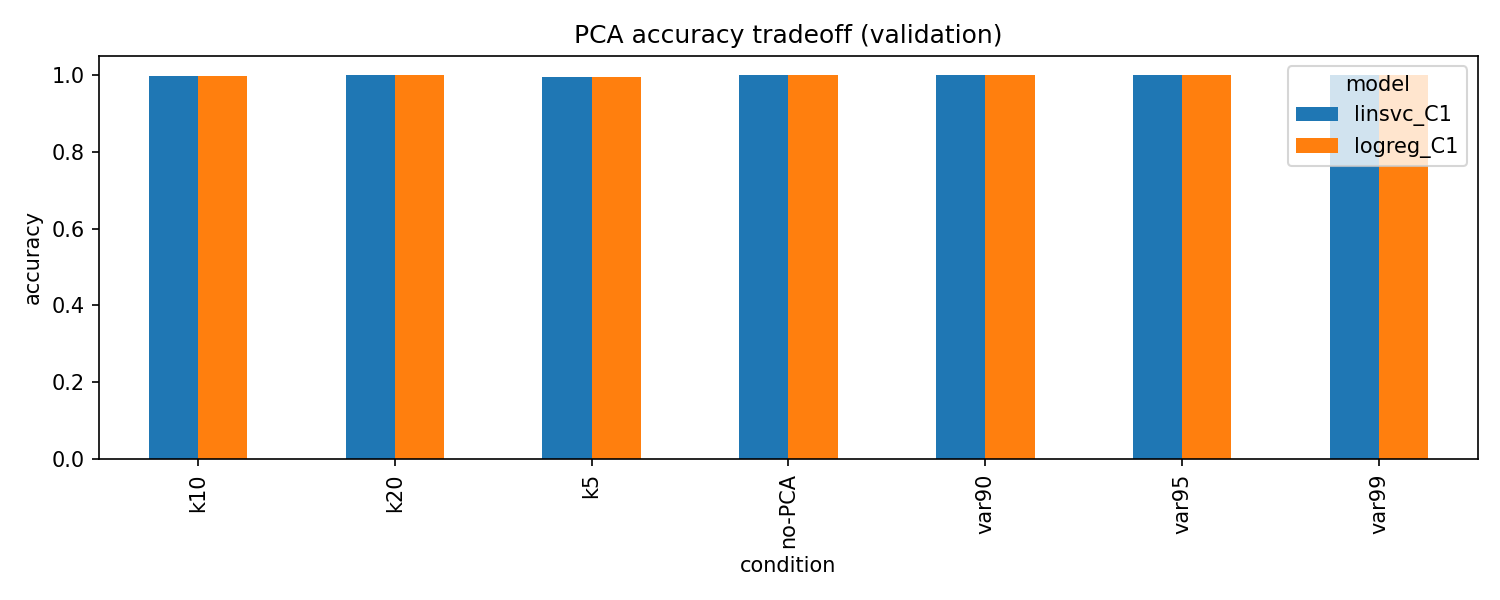 PCA accuracy tradeoff (validation)
accuracy
1.0
0.8
0.6
0.4
0.2
0.0
model
linsvc_C1
logreg_C1
k10
k20
k5
no-PCA
var90
var95
var99
condition